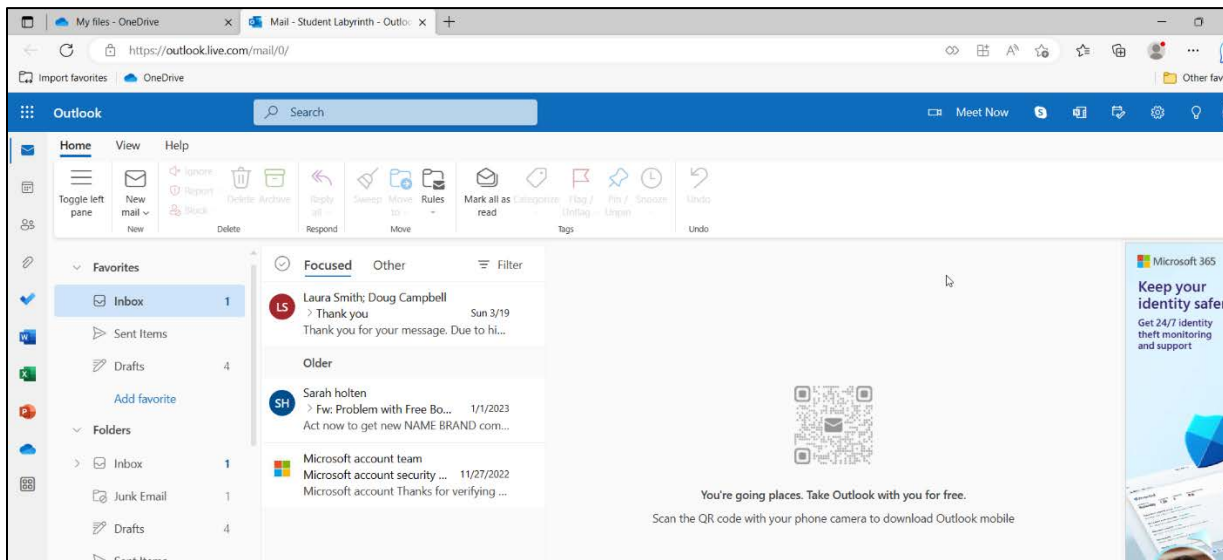 My files - OneDrive
Mail - Student Labyrinth - Outloo
https://outlook.live.com/mail/0/
Import favorites
OneDrive
Other fav
Outlook
Search
Meet Now
Home View Help
Toggle left pane
New mail
Ignore
Report
Block
Delete
Archive
Reply all
Sweep
Move to
Rules
Mark all as read
Categorize
Flag / Unflag
Pin / Unpin
Snooze
Undo
New
Delete
Respond
Move
Tags
Undo
Favorites
Inbox 1
Sent Items
Drafts 4
Add favorite
Folders
Inbox 1
Junk Email 1
Drafts 4
Sent Items
Focused Other Filter
LS
Laura Smith; Doug Campbell
> Thank you Sun 3/19
Thank you for your message. Due to hi...
Older
SH
Sarah holten
> Fw: Problem with Free Bo... 1/1/2023
Act now to get new NAME BRAND com...
Microsoft account team
Microsoft account security ... 11/27/2022
Microsoft account Thanks for verifying ...
You're going places. Take Outlook with you for free.
Scan the QR code with your phone camera to download Outlook mobile
Microsoft 365
Keep your
identity safer
Get 24/7 identity
theft monitoring
and support